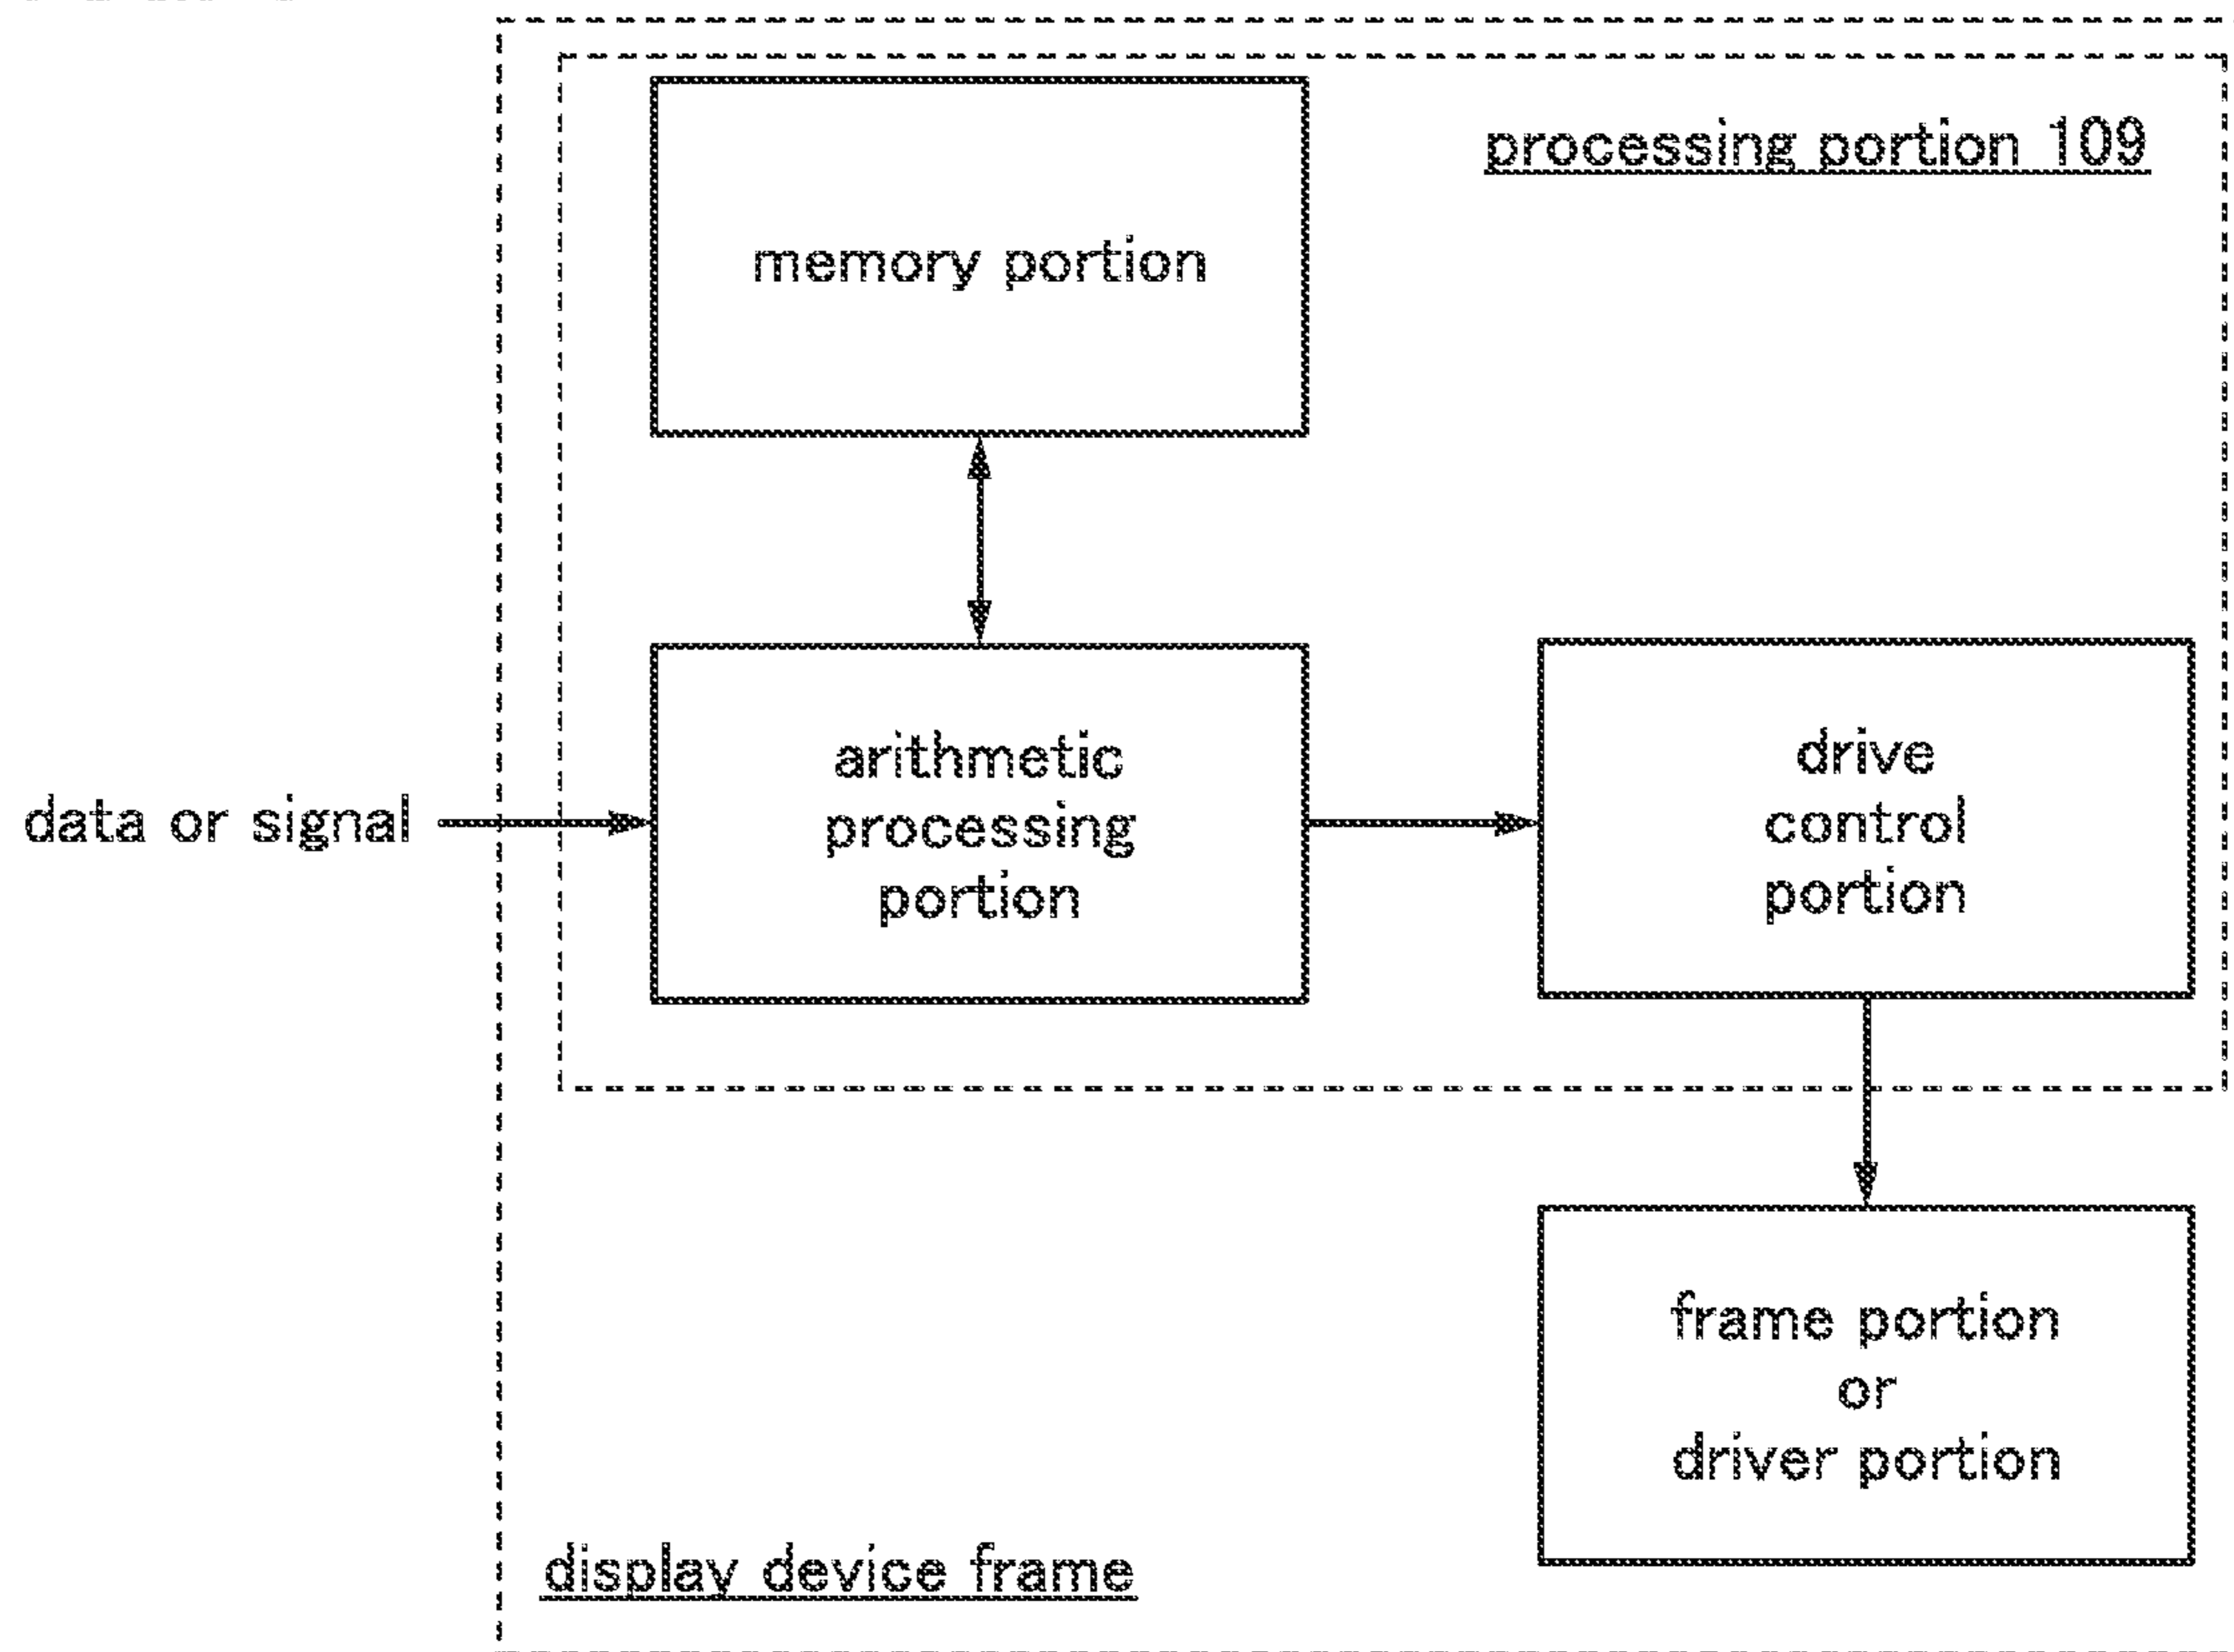 processing portion 109
memory portion
arithmetic
processing
portion
drive
control
portion
data or signal
frame portion
or
driver portion
display device frame